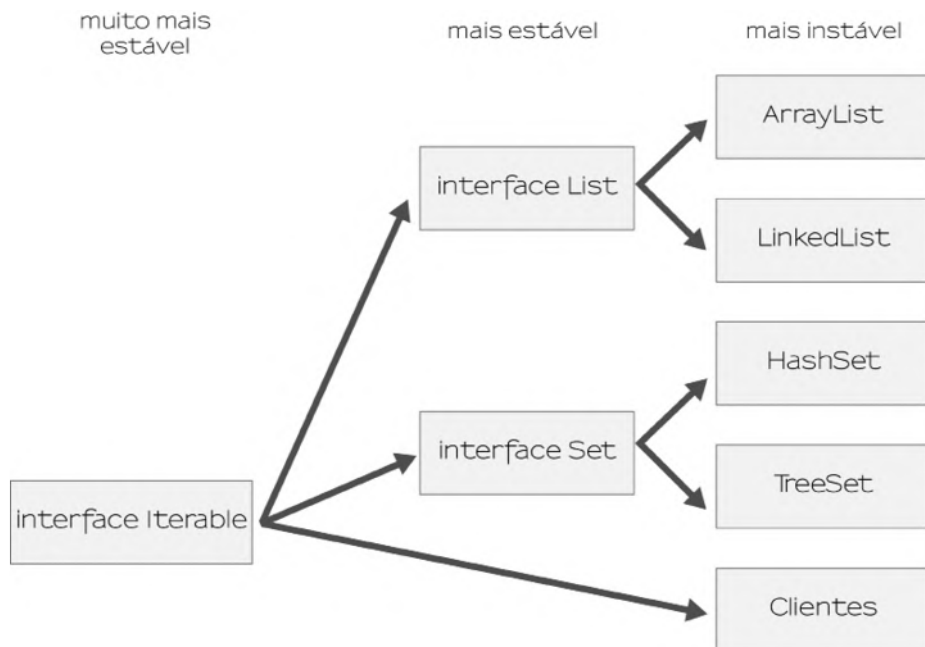 muito mais
estável
mais estável
mais instável
ArrayList
interface List
LinkedList
HashSet
interface Set
TreeSet
interface Iterable
Clientes